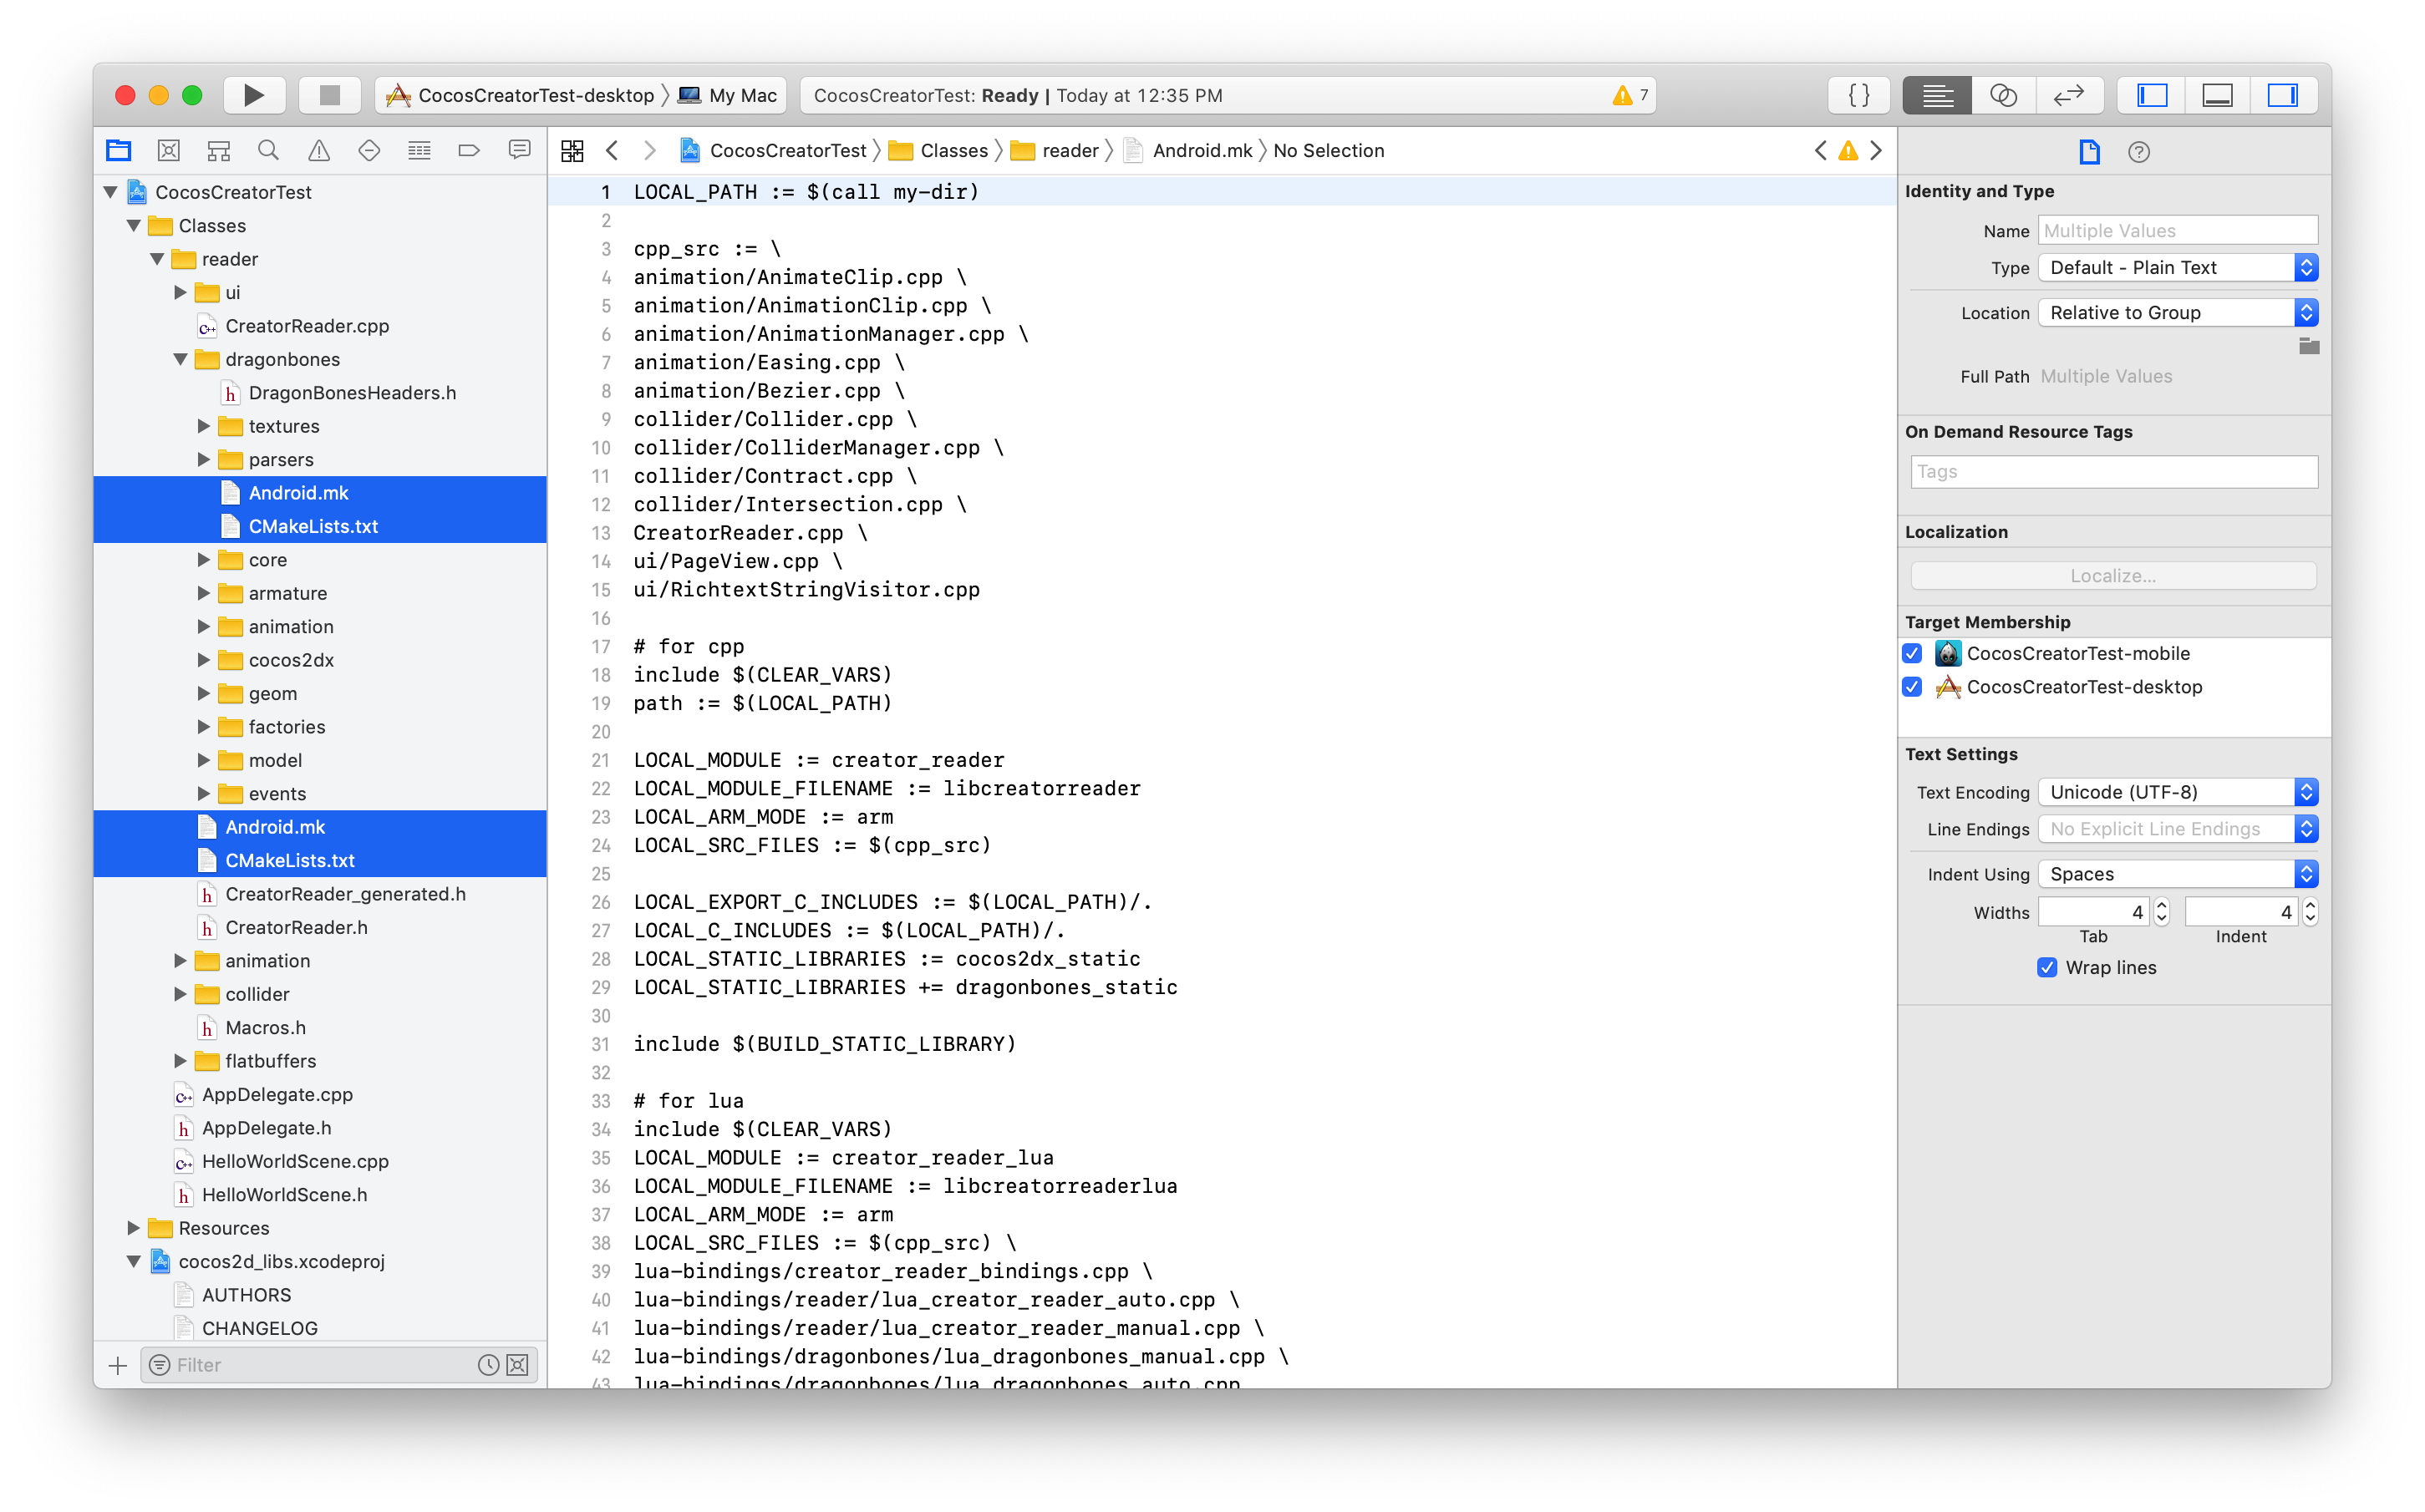 CocosCreatorTest-desktop 〉 My Mac
CocosCreatorTest: Ready | Today at 12:35 PM
7
{ }
CocosCreatorTest 〉 Classes 〉 reader 〉 Android.mk 〉 No Selection
CocosCreatorTest
Classes
reader
ui
CreatorReader.cpp
dragonbones
DragonBonesHeaders.h
textures
parsers
Android.mk
CMakeLists.txt
core
armature
animation
cocos2dx
geom
factories
model
events
Android.mk
CMakeLists.txt
CreatorReader_generated.h
CreatorReader.h
animation
collider
Macros.h
flatbuffers
AppDelegate.cpp
AppDelegate.h
HelloWorldScene.cpp
HelloWorldScene.h
Resources
cocos2d_libs.xcodeproj
AUTHORS
CHANGELOG
Filter
1 LOCAL_PATH := $(call my-dir)
2
3 cpp_src := \
4 animation/AnimateClip.cpp \
5 animation/AnimationClip.cpp \
6 animation/AnimationManager.cpp \
7 animation/Easing.cpp \
8 animation/Bezier.cpp \
9 collider/Collider.cpp \
10 collider/ColliderManager.cpp \
11 collider/Contract.cpp \
12 collider/Intersection.cpp \
13 CreatorReader.cpp \
14 ui/PageView.cpp \
15 ui/RichtextStringVisitor.cpp
16
17 # for cpp
18 include $(CLEAR_VARS)
19 path := $(LOCAL_PATH)
20
21 LOCAL_MODULE := creator_reader
22 LOCAL_MODULE_FILENAME := libcreatorreader
23 LOCAL_ARM_MODE := arm
24 LOCAL_SRC_FILES := $(cpp_src)
25
26 LOCAL_EXPORT_C_INCLUDES := $(LOCAL_PATH)/.
27 LOCAL_C_INCLUDES := $(LOCAL_PATH)/.
28 LOCAL_STATIC_LIBRARIES := cocos2dx_static
29 LOCAL_STATIC_LIBRARIES += dragonbones_static
30
31 include $(BUILD_STATIC_LIBRARY)
32
33 # for lua
34 include $(CLEAR_VARS)
35 LOCAL_MODULE := creator_reader_lua
36 LOCAL_MODULE_FILENAME := libcreatorreaderlua
37 LOCAL_ARM_MODE := arm
38 LOCAL_SRC_FILES := $(cpp_src) \
39 lua-bindings/creator_reader_bindings.cpp \
40 lua-bindings/reader/lua_creator_reader_auto.cpp \
41 lua-bindings/reader/lua_creator_reader_manual.cpp \
42 lua-bindings/dragonbones/lua_dragonbones_manual.cpp \
43 lua-bindings/dragonbones/lua_dragonbones_auto.cpp
Identity and Type
Name Multiple Values
Type Default - Plain Text
Location Relative to Group
Full Path Multiple Values
On Demand Resource Tags
Tags
Localization
Localize...
Target Membership
CocosCreatorTest-mobile
CocosCreatorTest-desktop
Text Settings
Text Encoding Unicode (UTF-8)
Line Endings No Explicit Line Endings
Indent Using Spaces
Widths 4 4
Tab Indent
Wrap lines